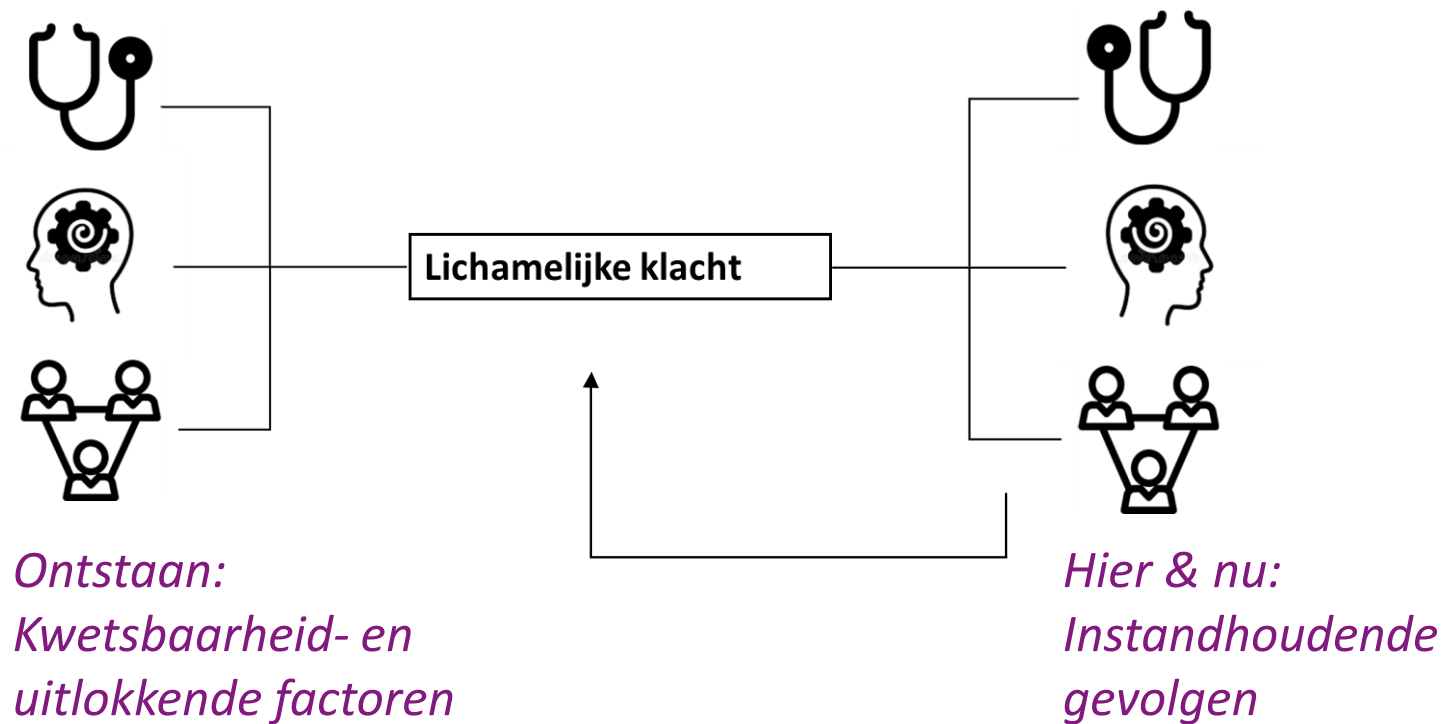 Lichamelijke klacht
Ontstaan:
Kwetsbaarheid- en
uitlokkende factoren
Hier & nu:
Instandhoudende
gevolgen